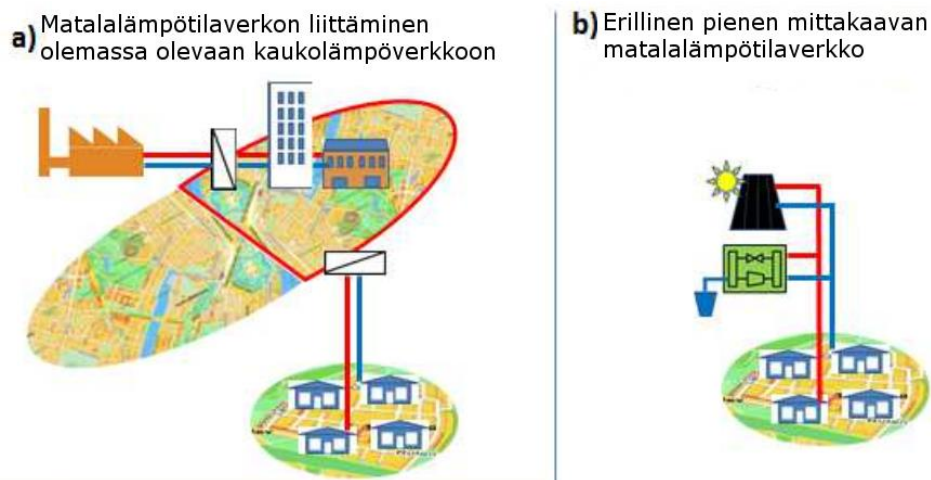 a) Matalalämpötilaverkon liittäminen
olemassa olevaan kaukolämpöverkkoon
b) Erillinen pienen mittakaavan
matalalämpötilaverkko